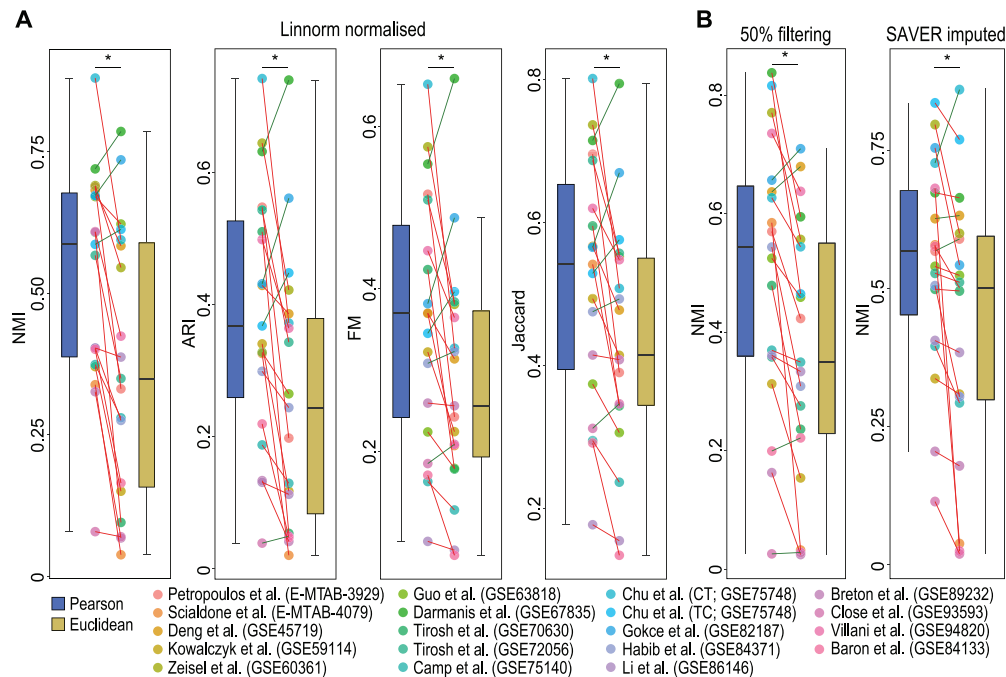 A
Linnorm normalised
B
50% filtering
SAVER imputed
*
*
*
*
*
*
NMI
0
0.25
0.50
0.75
ARI
0
0.2
0.4
0.6
FM
0.2
0.4
0.6
Jaccard
0.2
0.4
0.6
0.8
NMI
0
0.2
0.4
0.6
0.8
NMI
0
0.25
0.5
0.75
Pearson
Euclidean
Petropoulos et al. (E-MTAB-3929)
Scialdone et al. (E-MTAB-4079)
Deng et al. (GSE45719)
Kowalczyk et al. (GSE59114)
Zeisel et al. (GSE60361)
Guo et al. (GSE63818)
Darmanis et al. (GSE67835)
Tirosh et al. (GSE70630)
Tirosh et al. (GSE72056)
Camp et al. (GSE75140)
Chu et al. (CT; GSE75748)
Chu et al. (TC; GSE75748)
Gokce et al. (GSE82187)
Habib et al. (GSE84371)
Li et al. (GSE86146)
Breton et al. (GSE89232)
Close et al. (GSE93593)
Villani et al. (GSE94820)
Baron et al. (GSE84133)